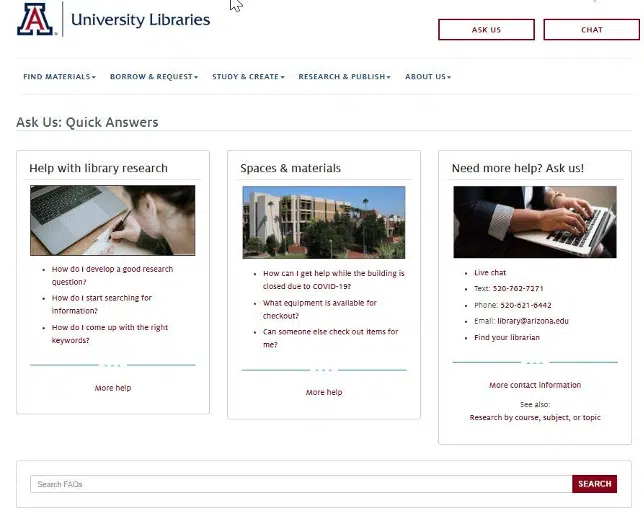 A University Libraries
ASK US
CHAT
FIND MATERIALS
BORROW & REQUEST
STUDY & CREATE
RESEARCH & PUBLISH
ABOUT US
Ask Us: Quick Answers
Help with library research
How do I develop a good research
question?
How do I start searching for
information?
How do I come up with the right
keywords?
More help
Spaces & materials
How can I get help while the building is
closed due to COVID-19?
What equipment is available for
checkout?
Can someone else check out items for
me?
More help
Need more help? Ask us!
Live chat
Text: 520-762-7271
Phone: 520-621-6442
Email: library@arizona.edu
Find your librarian
More contact information
See also:
Research by course, subject, or topic
Search FAQs
SEARCH